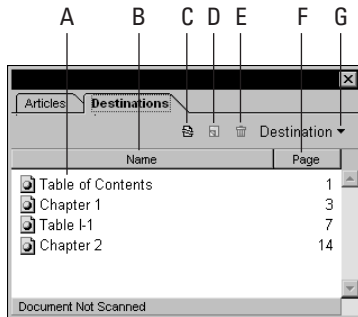 A B C D E F G
Articles Destinations
Destination
Name Page
Table of Contents 1
Chapter 1 3
Table I-1 7
Chapter 2 14
Document Not Scanned